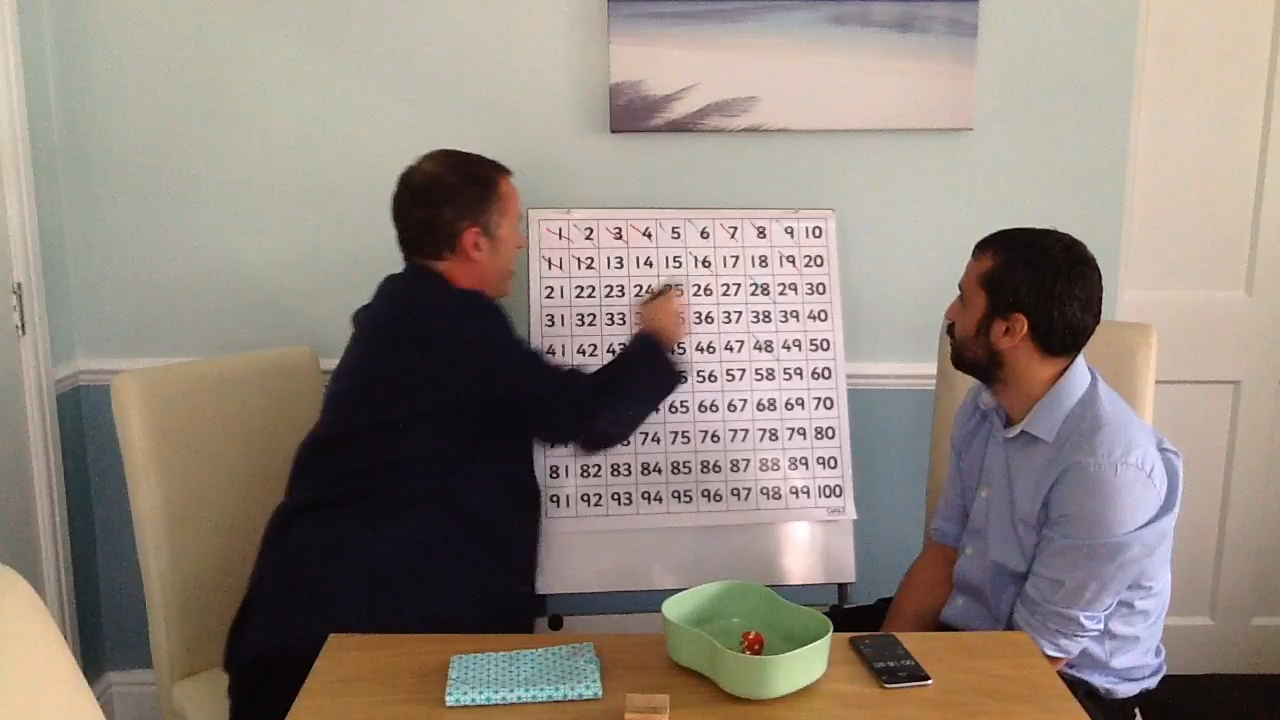 1 2 3 4 5 6 7 8 9 10
11 12 13 14 15 16 17 18 19 20
21 22 23 24 25 26 27 28 29 30
31 32 33 36 37 38 39 40
41 42 43 45 46 47 48 49 50
56 57 58 59 60
65 66 67 68 69 70
74 75 76 77 78 79 80
81 82 83 84 85 86 87 88 89 90
91 92 93 94 95 96 97 98 99 100